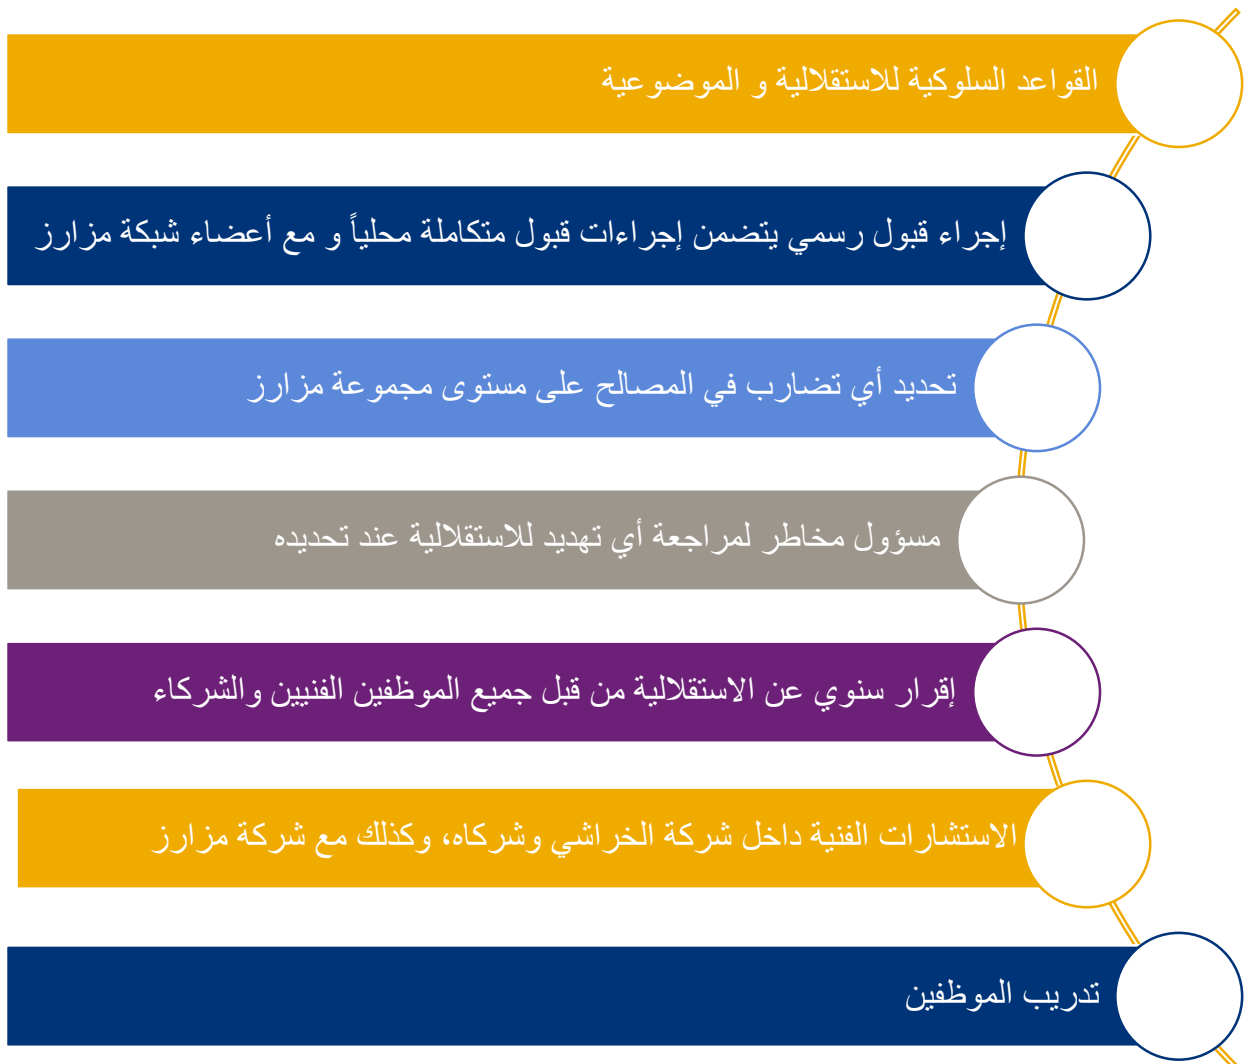 القواعد السلوكية للاستقلالية و الموضوعية
إجراء قبول رسمي يتضمن إجراءات قبول متكاملة محلياً و مع أعضاء شبكة مزارز
تحديد أي تضارب في المصالح على مستوى مجموعة مزارز
مسؤول مخاطر لمراجعة أي تهديد للاستقلالية عند تحديده
إقرار سنوي عن الاستقلالية من قبل جميع الموظفين الفنيين والشركاء
الاستشارات الفنية داخل شركة الخراشي وشركاه، وكذلك مع شركة مزارز
تدريب الموظفين